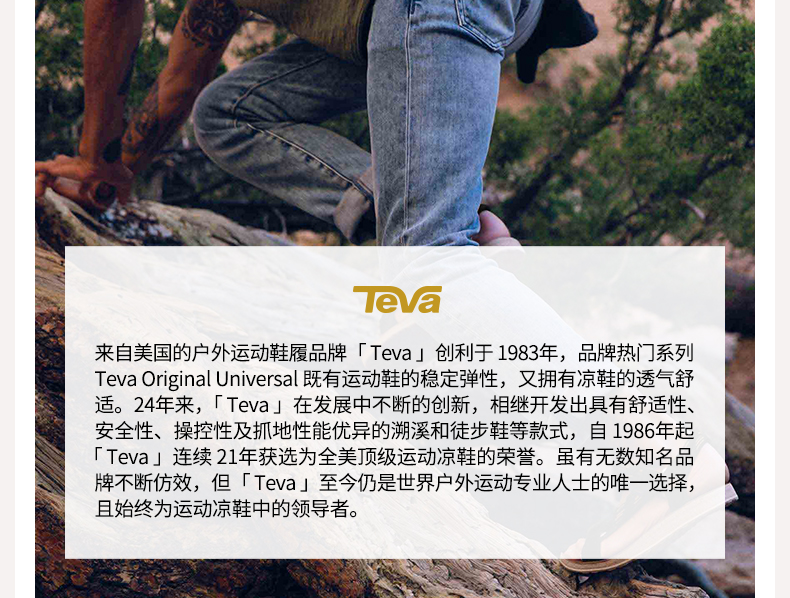 Teva
来自美国的户外运动鞋履品牌「 Teva 」创利于 1983年，品牌热门系列
Teva Original Universal 既有运动鞋的稳定弹性，又拥有凉鞋的透气舒
适。24年来，「 Teva 」在发展中不断的创新，相继开发出具有舒适性、
安全性、操控性及抓地性能优异的溯溪和徒步鞋等款式，自 1986年起
「 Teva 」连续 21年获选为全美顶级运动凉鞋的荣誉。虽有无数知名品
牌不断仿效，但「 Teva 」至今仍是世界户外运动专业人士的唯一选择，
且始终为运动凉鞋中的领导者。